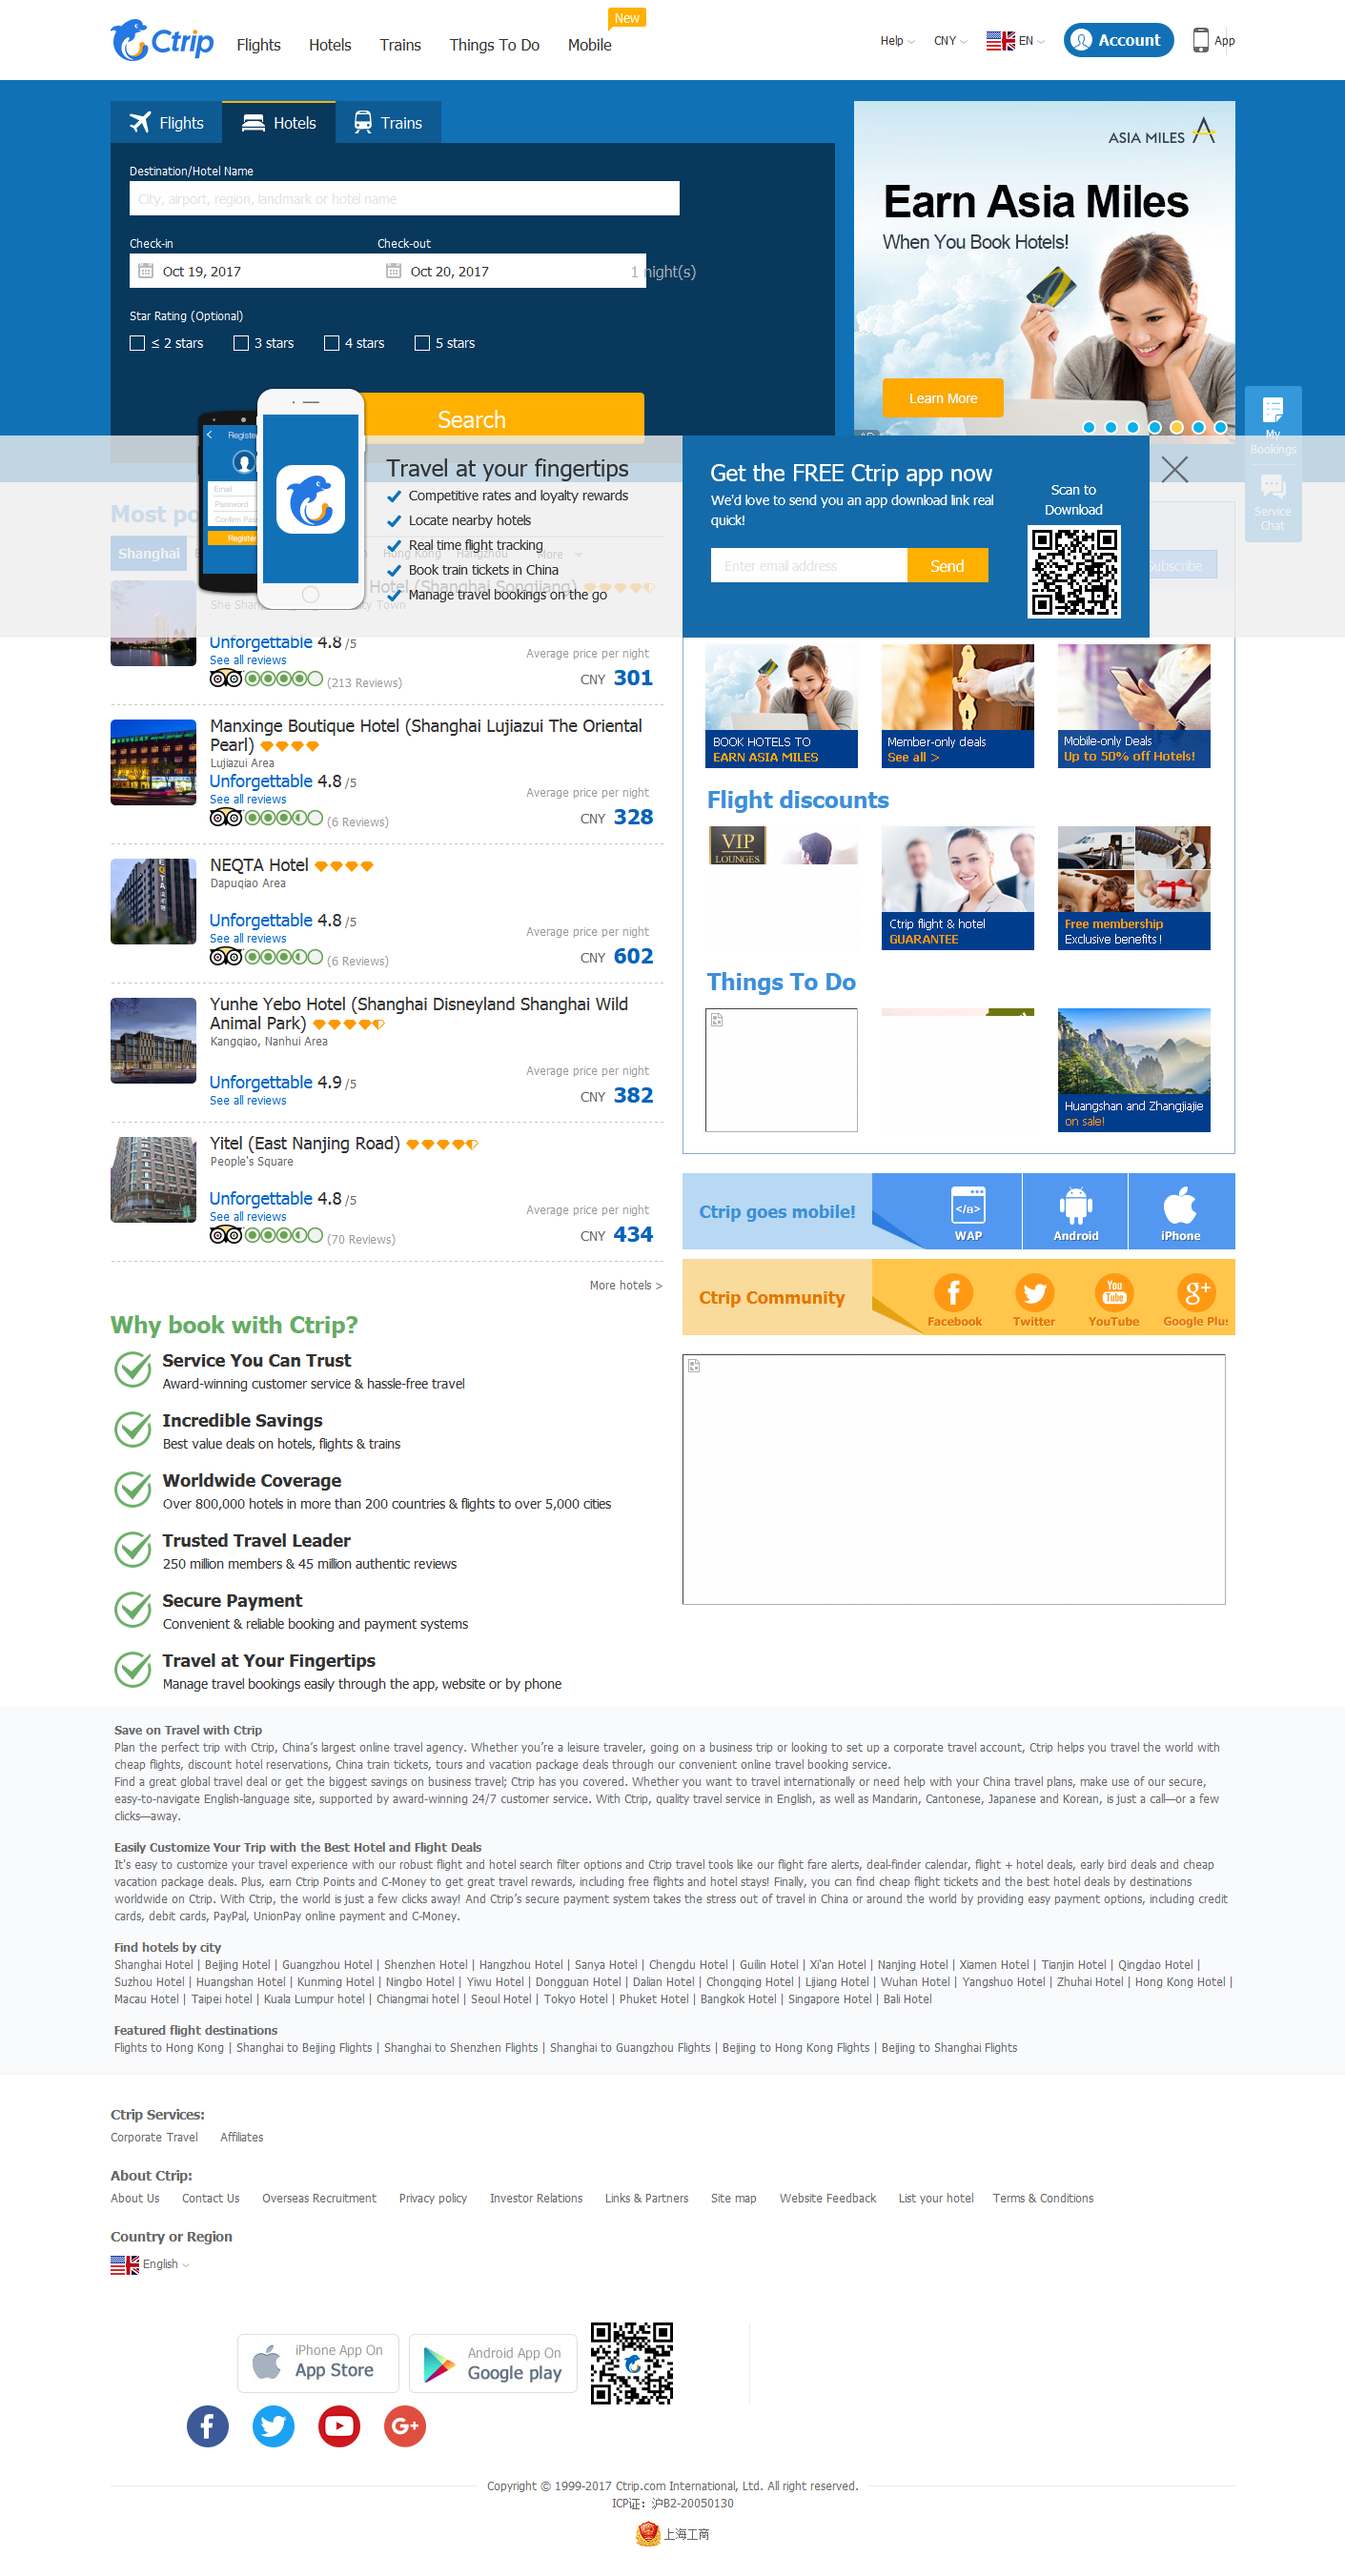 Ctrip
Flights
Hotels
Trains
Things To Do
Mobile
New
Help
CNY
EN
Account
App
Flights
Hotels
Trains
Destination/Hotel Name
City, airport, region, landmark or hotel name
Check-in
Check-out
Oct 19, 2017
Oct 20, 2017
1 night(s)
Star Rating (Optional)
≤ 2 stars
3 stars
4 stars
5 stars
Search
ASIA MILES
Earn Asia Miles
When You Book Hotels!
Learn More
My
Bookings
Service
Chat
Register
Email
Password
Travel at your fingertips
Competitive rates and loyalty rewards
Locate nearby hotels
Real time flight tracking
Book train tickets in China
Manage travel bookings on the go
Get the FREE Ctrip app now
We'd love to send you an app download link real
quick!
Enter email address
Send
Scan to
Download
Most po
Shanghai
Hong Kong
Hangzhou
More
Hotel (Shanghai Songjiang)
Subscribe
Unforgettable 4.8 /5
See all reviews
(213 Reviews)
Average price per night
CNY 301
Manxinge Boutique Hotel (Shanghai Lujiazui The Oriental
Pearl)
Lujiazui Area
Unforgettable 4.8 /5
See all reviews
(6 Reviews)
Average price per night
CNY 328
NEQTA Hotel
Dapuqiao Area
Unforgettable 4.8 /5
See all reviews
(6 Reviews)
Average price per night
CNY 602
Yunhe Yebo Hotel (Shanghai Disneyland Shanghai Wild
Animal Park)
Kangqiao, Nanhui Area
Unforgettable 4.9 /5
See all reviews
Average price per night
CNY 382
Yitel (East Nanjing Road)
People's Square
Unforgettable 4.8 /5
See all reviews
(70 Reviews)
Average price per night
CNY 434
More hotels >
BOOK HOTELS TO
EARN ASIA MILES
Member-only deals
See all >
Mobile-only Deals
Up to 50% off Hotels!
Flight discounts
VIP
LOUNGES
Ctrip flight & hotel
GUARANTEE
Free membership
Exclusive benefits!
Things To Do
Huangshan and Zhangjiajie
on sale!
Ctrip goes mobile!
</a>
WAP
Android
iPhone
Ctrip Community
Facebook
Twitter
You
Tube
YouTube
g+
Google Plus
Why book with Ctrip?
Service You Can Trust
Award-winning customer service & hassle-free travel
Incredible Savings
Best value deals on hotels, flights & trains
Worldwide Coverage
Over 800,000 hotels in more than 200 countries & flights to over 5,000 cities
Trusted Travel Leader
250 million members & 45 million authentic reviews
Secure Payment
Convenient & reliable booking and payment systems
Travel at Your Fingertips
Manage travel bookings easily through the app, website or by phone
Save on Travel with Ctrip
Plan the perfect trip with Ctrip, China’s largest online travel agency. Whether you’re a leisure traveler, going on a business trip or looking to set up a corporate travel account, Ctrip helps you travel the world with
cheap flights, discount hotel reservations, China train tickets, tours and vacation package deals through our convenient online travel booking service.
Find a great global travel deal or get the biggest savings on business travel; Ctrip has you covered. Whether you want to travel internationally or need help with your China travel plans, make use of our secure,
easy-to-navigate English-language site, supported by award-winning 24/7 customer service. With Ctrip, quality travel service in English, as well as Mandarin, Cantonese, Japanese and Korean, is just a call—or a few
clicks—away.
Easily Customize Your Trip with the Best Hotel and Flight Deals
It's easy to customize your travel experience with our robust flight and hotel search filter options and Ctrip travel tools like our flight fare alerts, deal-finder calendar, flight + hotel deals, early bird deals and cheap
vacation package deals. Plus, earn Ctrip Points and C-Money to get great travel rewards, including free flights and hotel stays! Finally, you can find cheap flight tickets and the best hotel deals by destinations
worldwide on Ctrip. With Ctrip, the world is just a few clicks away! And Ctrip’s secure payment system takes the stress out of travel in China or around the world by providing easy payment options, including credit
cards, debit cards, PayPal, UnionPay online payment and C-Money.
Find hotels by city
Shanghai Hotel | Beijing Hotel | Guangzhou Hotel | Shenzhen Hotel | Hangzhou Hotel | Sanya Hotel | Chengdu Hotel | Guilin Hotel | Xi'an Hotel | Nanjing Hotel | Xiamen Hotel | Tianjin Hotel | Qingdao Hotel |
Suzhou Hotel | Huangshan Hotel | Kunming Hotel | Ningbo Hotel | Yiwu Hotel | Dongguan Hotel | Dalian Hotel | Chongqing Hotel | Lijiang Hotel | Wuhan Hotel | Yangshuo Hotel | Zhuhai Hotel | Hong Kong Hotel |
Macau Hotel | Taipei hotel | Kuala Lumpur hotel | Chiangmai hotel | Seoul Hotel | Tokyo Hotel | Phuket Hotel | Bangkok Hotel | Singapore Hotel | Bali Hotel
Featured flight destinations
Flights to Hong Kong | Shanghai to Beijing Flights | Shanghai to Shenzhen Flights | Shanghai to Guangzhou Flights | Beijing to Hong Kong Flights | Beijing to Shanghai Flights
Ctrip Services:
Corporate Travel
Affiliates
About Ctrip:
About Us
Contact Us
Overseas Recruitment
Privacy policy
Investor Relations
Links & Partners
Site map
Website Feedback
List your hotel
Terms & Conditions
Country or Region
English
iPhone App On
App Store
Android App On
Google play
G+
Copyright © 1999-2017 Ctrip.com International, Ltd. All right reserved.
ICP证：沪B2-20050130
上海工商